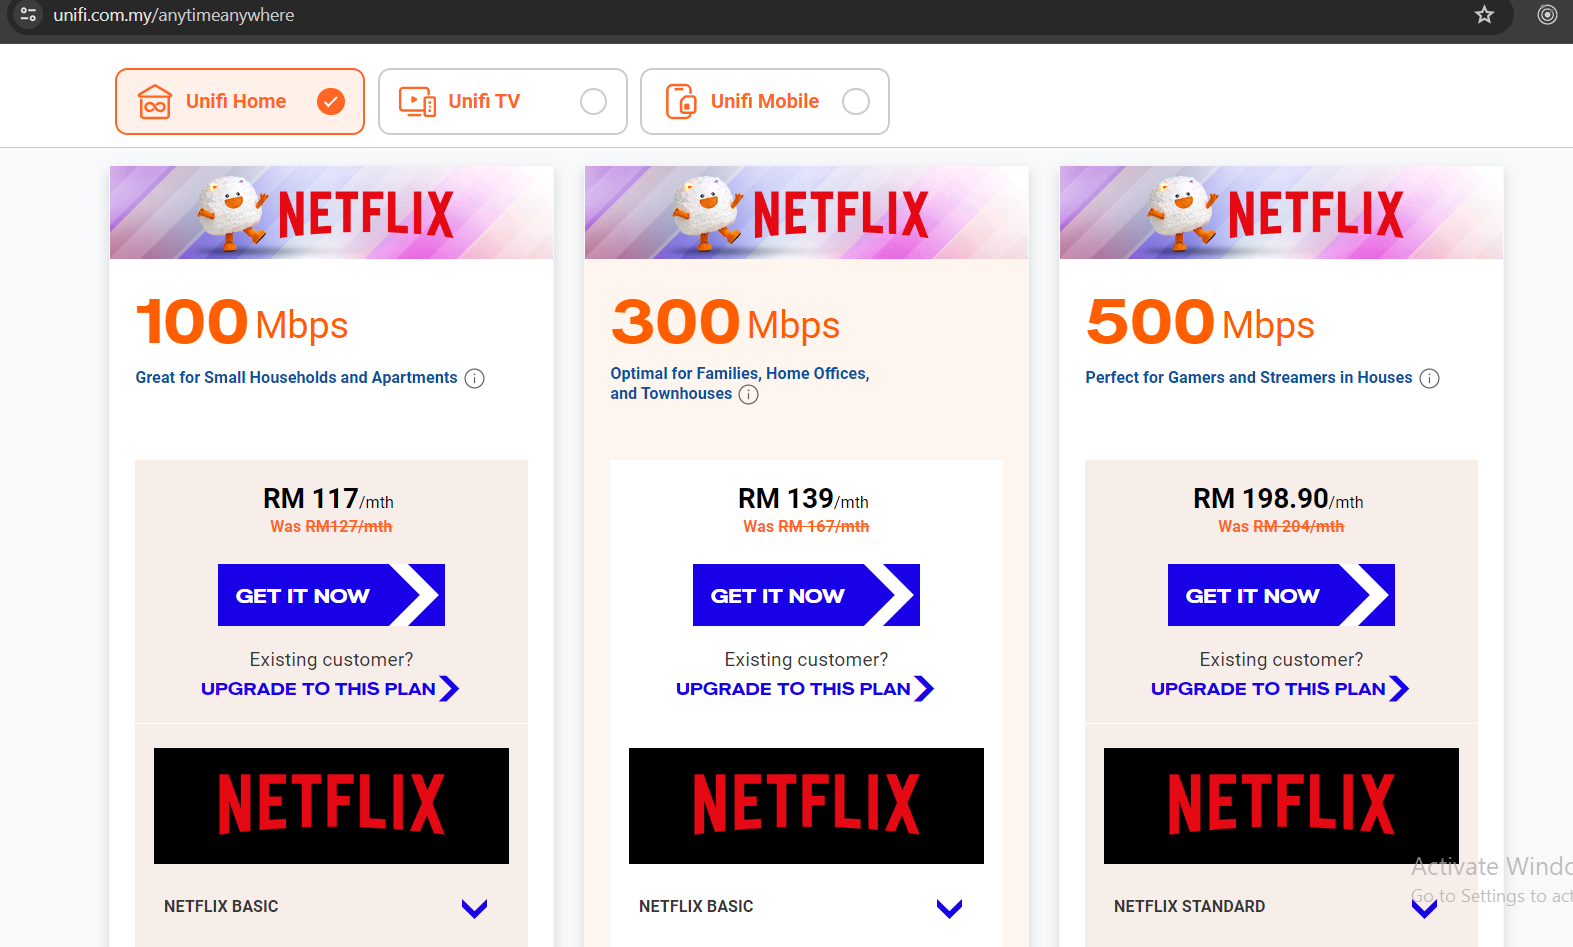 unifi.com.my/anytimeanywhere
Unifi Home
Unifi TV
Unifi Mobile
NETFLIX
100 Mbps
Great for Small Households and Apartments
RM 117/mth
Was RM127/mth
GET IT NOW
Existing customer?
UPGRADE TO THIS PLAN
NETFLIX
NETFLIX BASIC
NETFLIX
300 Mbps
Optimal for Families, Home Offices,
and Townhouses
RM 139/mth
Was RM 167/mth
GET IT NOW
Existing customer?
UPGRADE TO THIS PLAN
NETFLIX
NETFLIX BASIC
NETFLIX
500 Mbps
Perfect for Gamers and Streamers in Houses
RM 198.90/mth
Was RM 204/mth
GET IT NOW
Existing customer?
UPGRADE TO THIS PLAN
NETFLIX
NETFLIX STANDARD
Activate Windo
Go to Settings to act